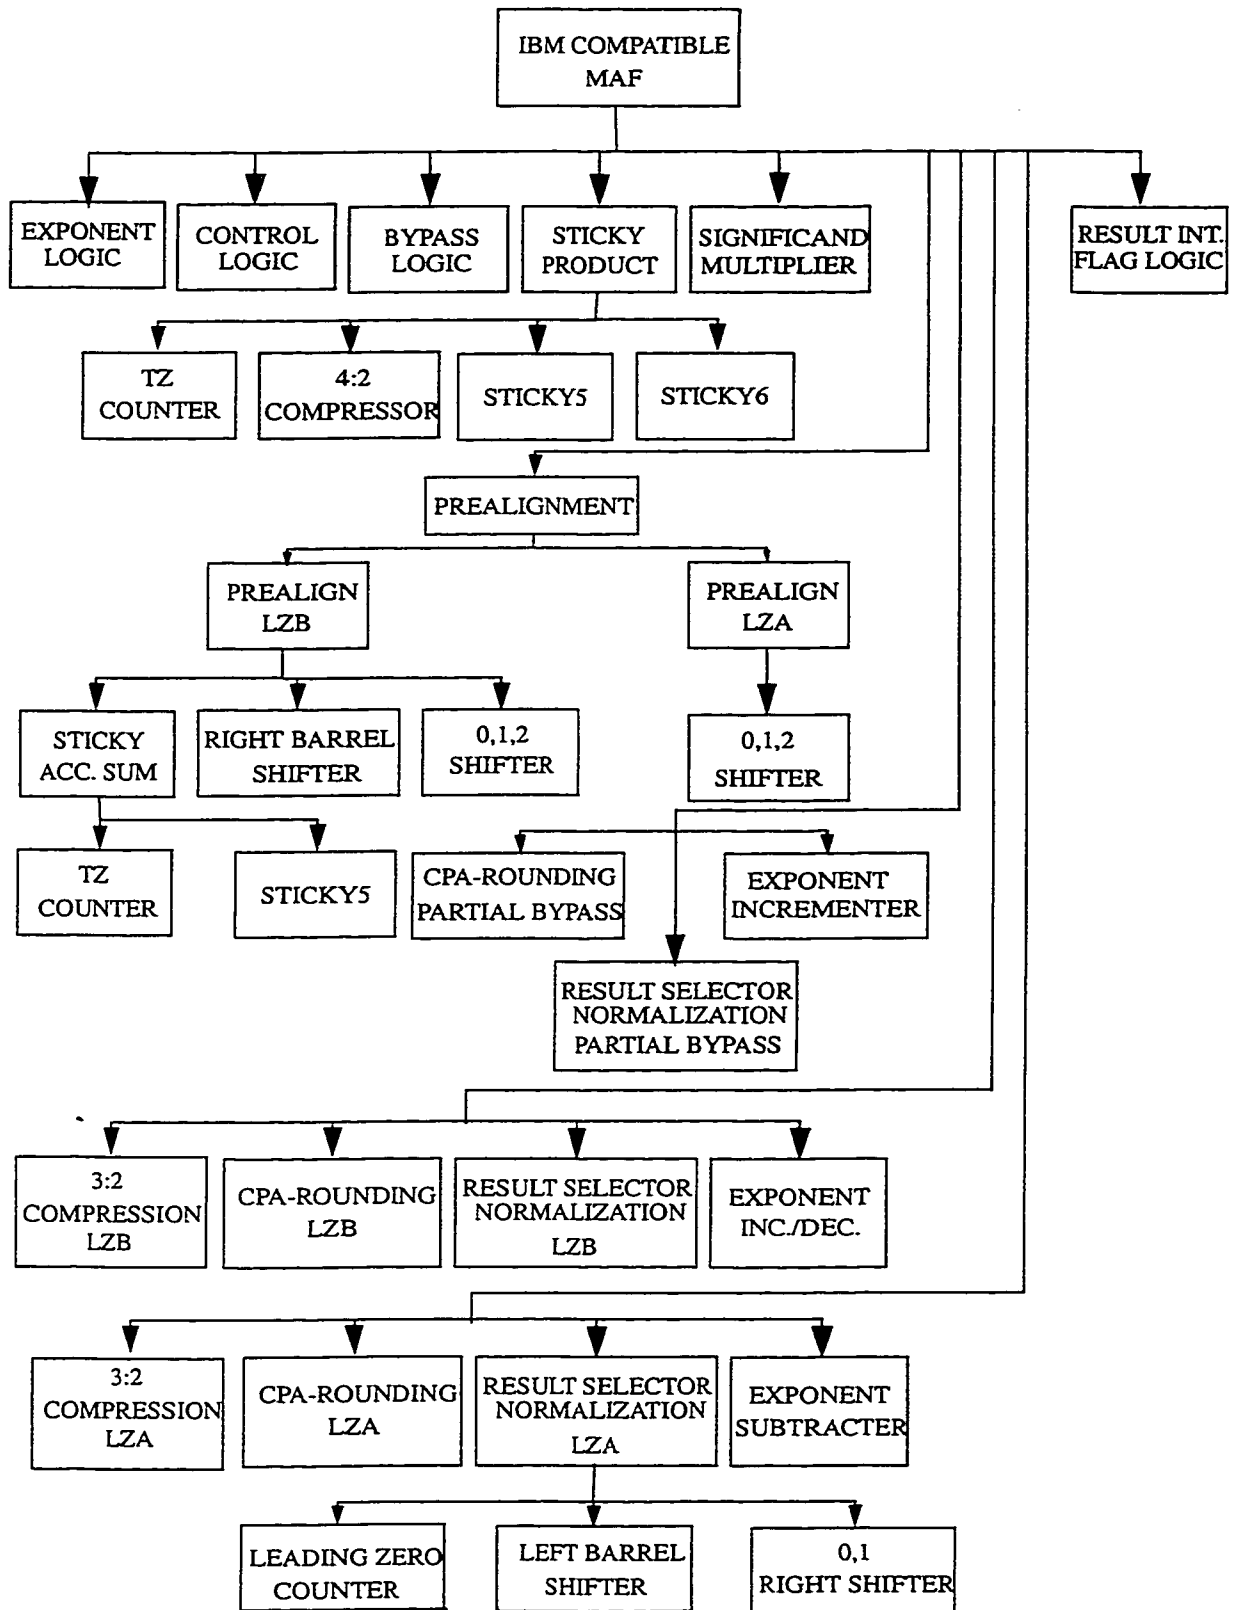 IBM COMPATIBLE
MAF
EXPONENT
LOGIC
CONTROL
LOGIC
BYPASS
LOGIC
STICKY
PRODUCT
SIGNIFICAND
MULTIPLIER
RESULT INT.
FLAG LOGIC
TZ
COUNTER
4:2
COMPRESSOR
STICKY5
STICKY6
PREALIGNMENT
PREALIGN
LZB
PREALIGN
LZA
STICKY
ACC. SUM
RIGHT BARREL
SHIFTER
0,1,2
SHIFTER
0,1,2
SHIFTER
TZ
COUNTER
STICKY5
CPA-ROUNDING
PARTIAL BYPASS
EXPONENT
INCREMENTER
RESULT SELECTOR
NORMALIZATION
PARTIAL BYPASS
3:2
COMPRESSION
LZB
CPA-ROUNDING
LZB
RESULT SELECTOR
NORMALIZATION
LZB
EXPONENT
INC./DEC.
3:2
COMPRESSION
LZA
CPA-ROUNDING
LZA
RESULT SELECTOR
NORMALIZATION
LZA
EXPONENT
SUBTRACTER
LEADING ZERO
COUNTER
LEFT BARREL
SHIFTER
0,1
RIGHT SHIFTER